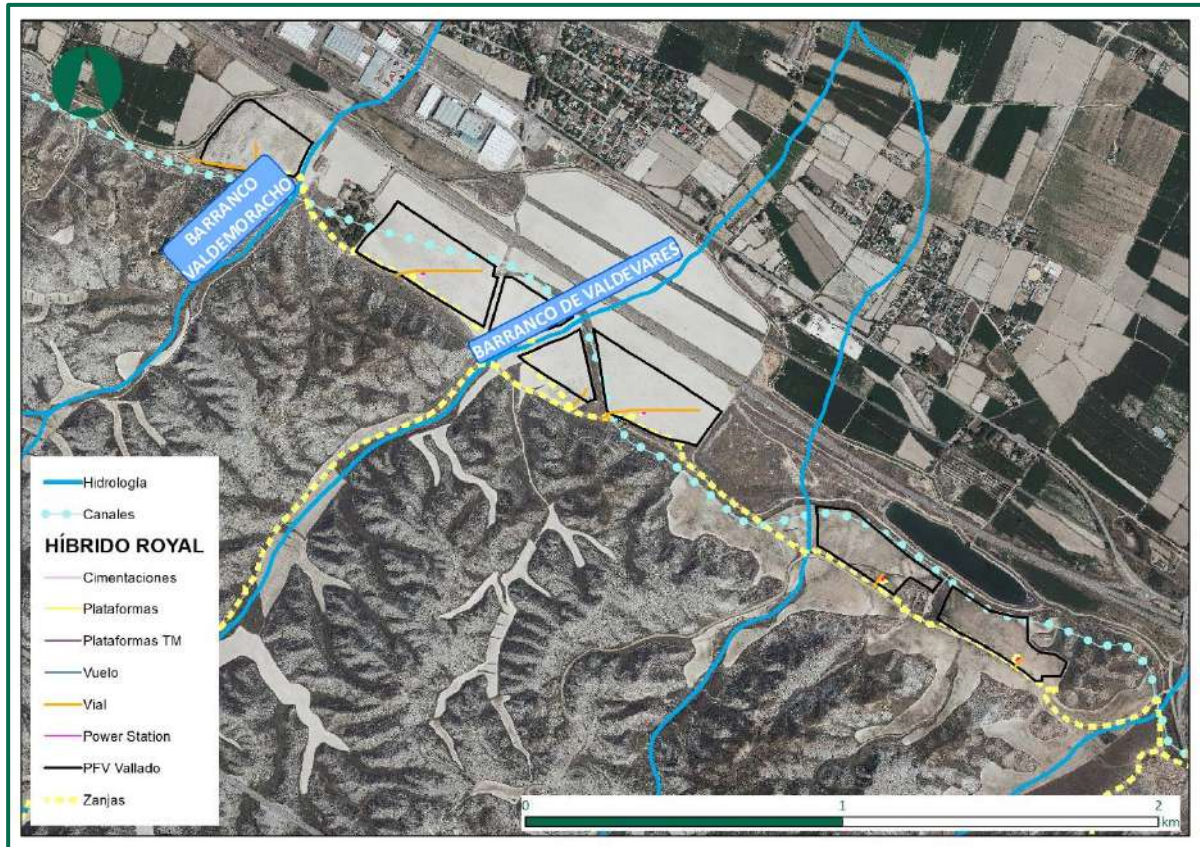 BARRANCO
VALDEMORACHO
BARRANCO DE VALDEVARES
Hidrología
Canales
HÍBRIDO ROYAL
Cimentaciones
Plataformas
Plataformas TM
Vuelo
Vial
Power Station
PFV Vallado
Zanjas
0 1 2
km